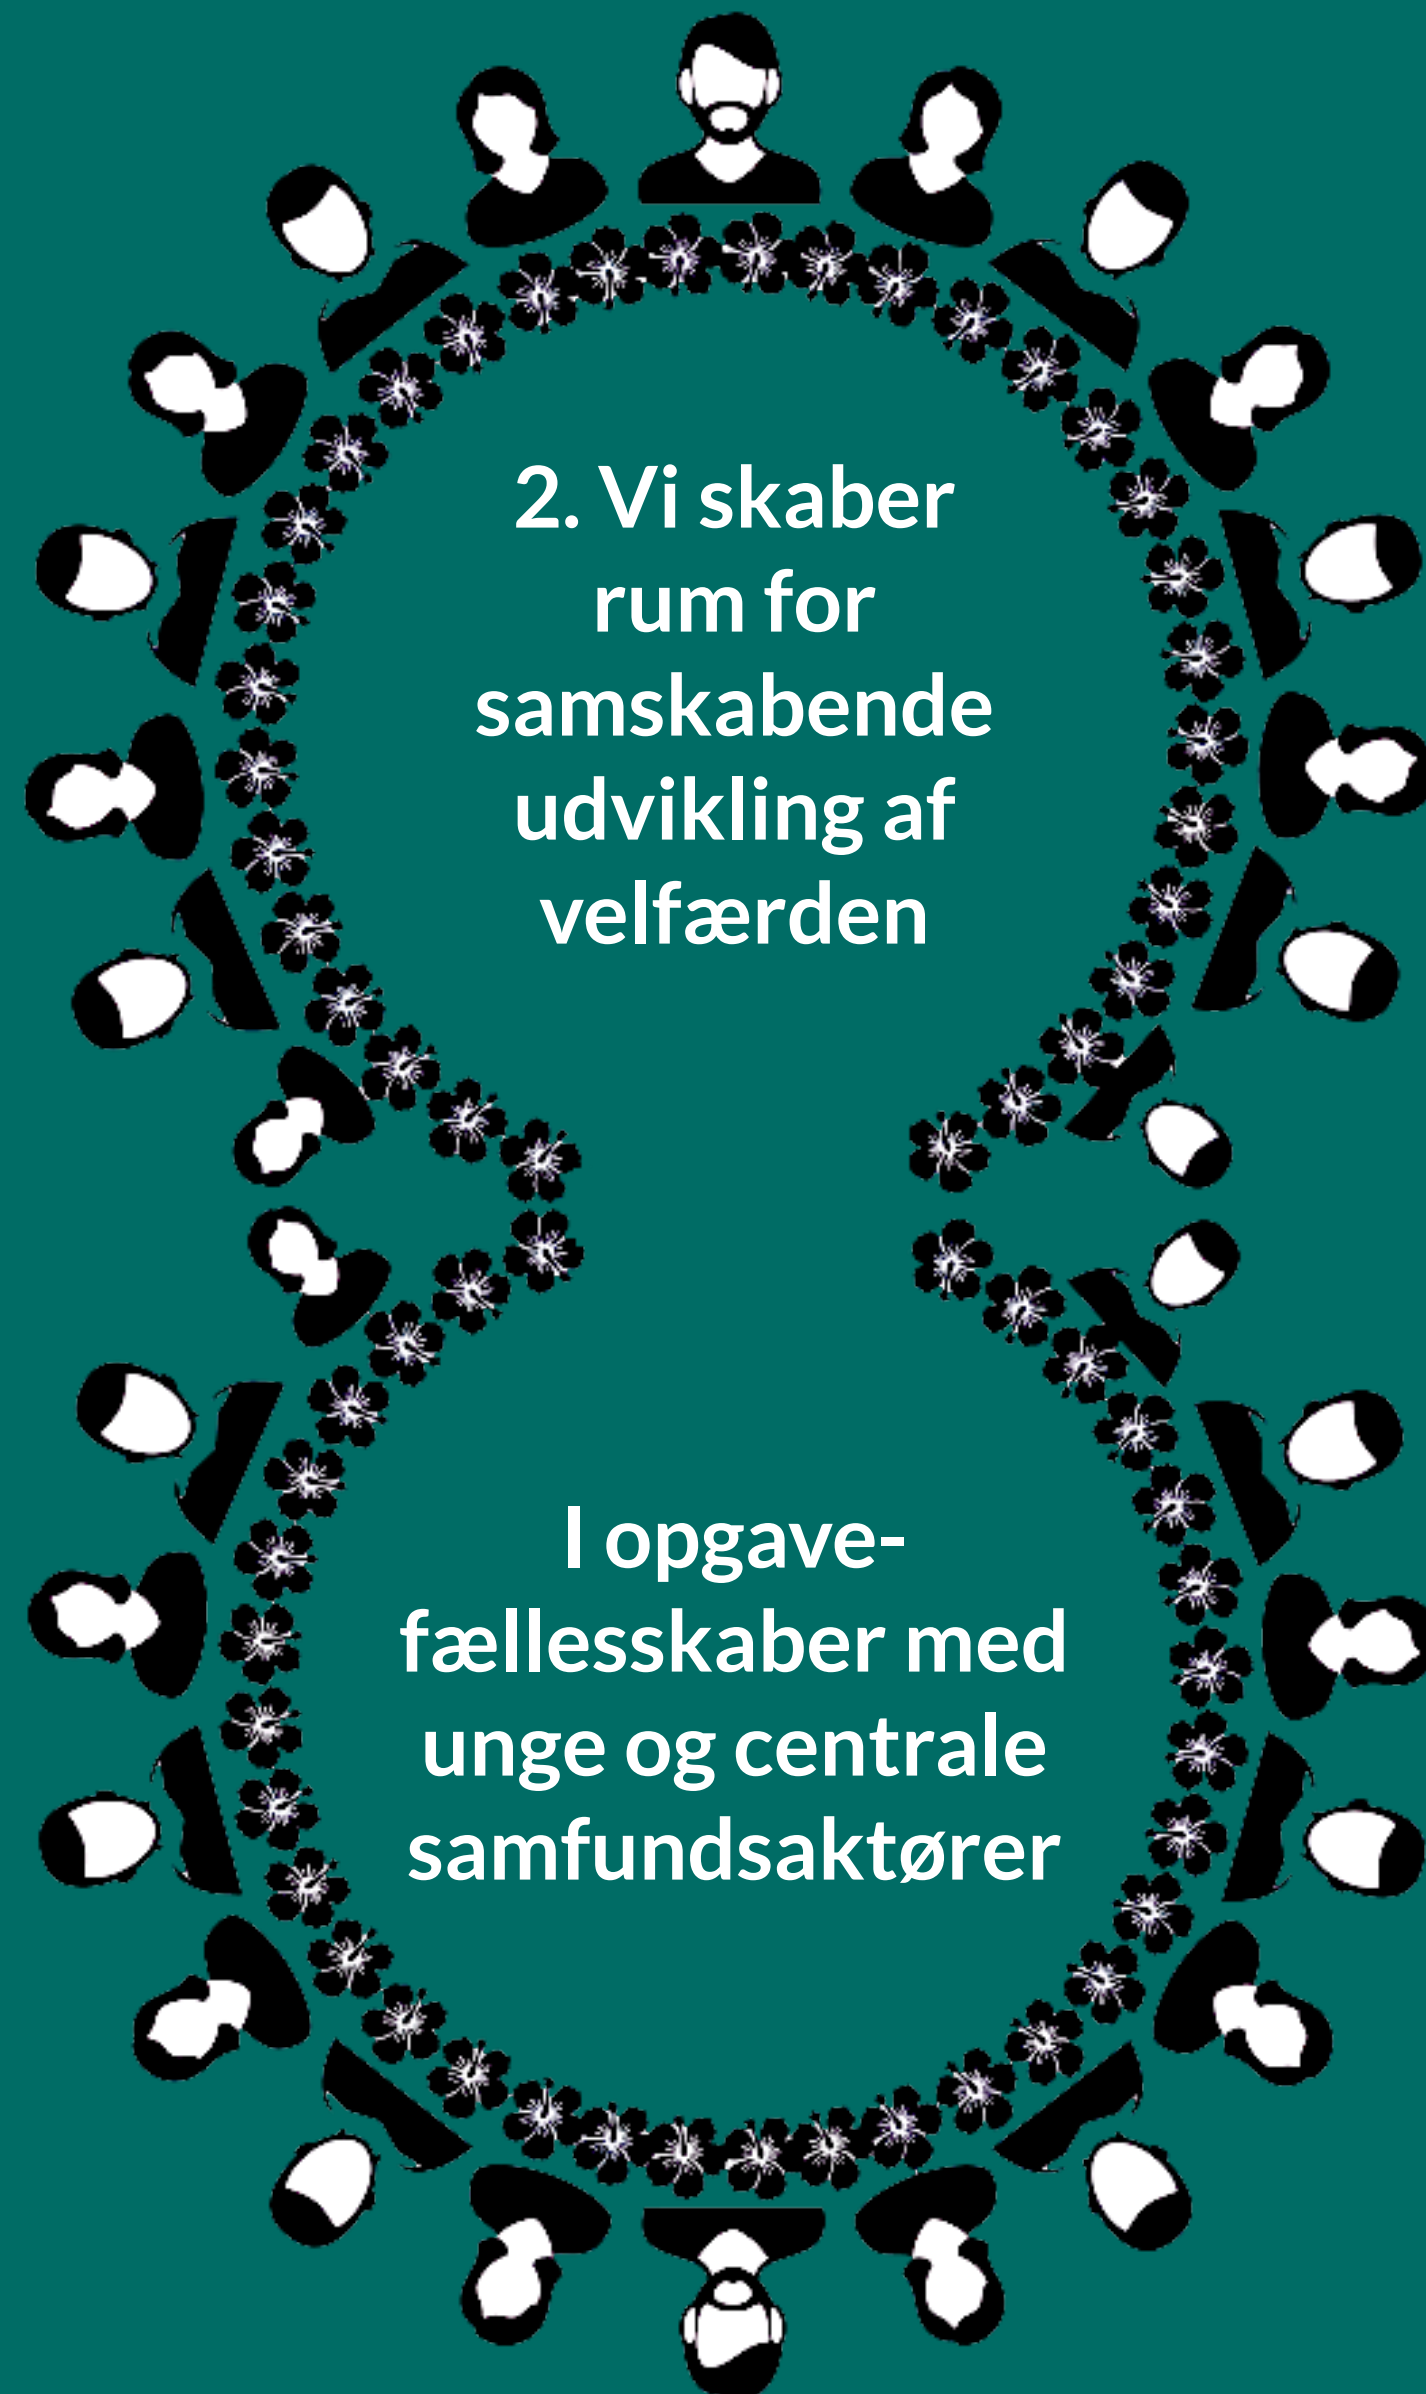 2. Vi skaber
rum for
samskabende
udvikling af
velfærden
I opgave-
fællesskaber med
unge og centrale
samfundsaktører